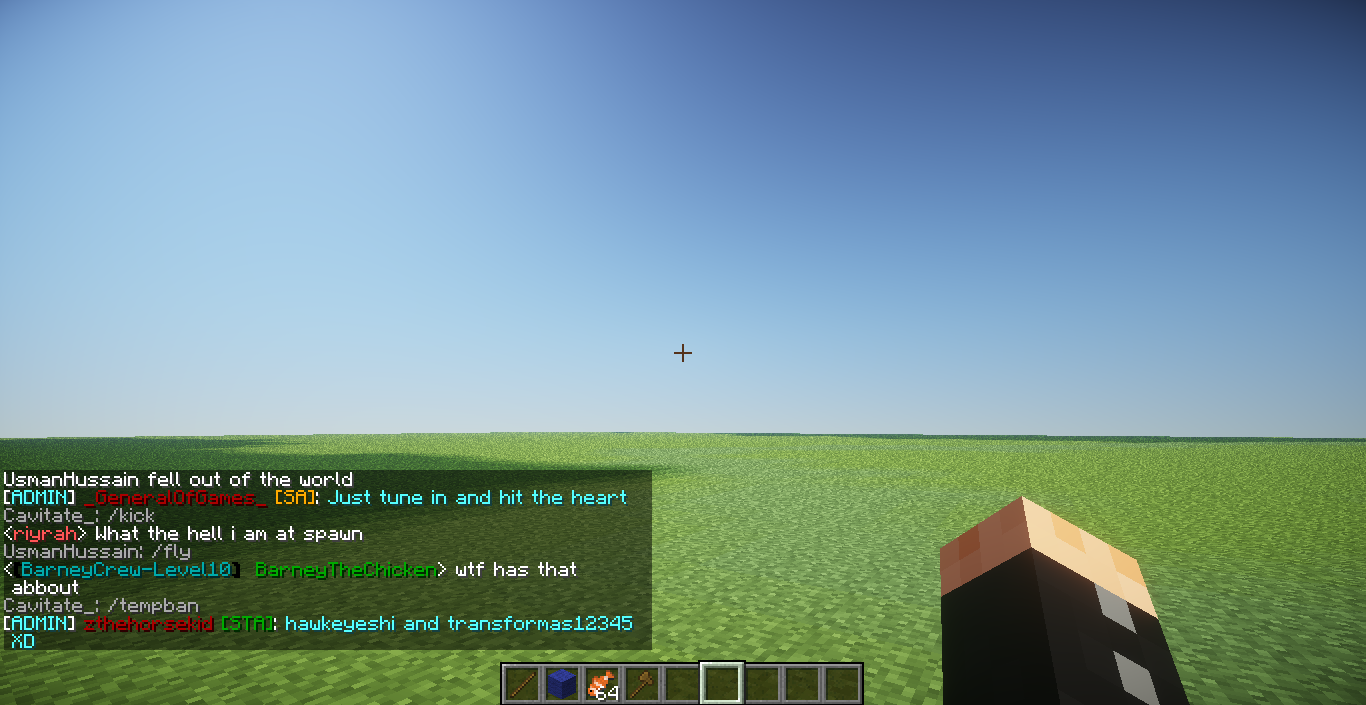 UsmanHussain fell out of the world
[ADMIN] _GeneralOfGames_ [SA]: Just tune in and hit the heart
Cavitate_: /kick
<riyrah> What the hell i am at spawn
UsmanHussain: /fly
<[BarneyCrew-Level10] BarneyTheChicken> wtf has that
abbout
Cavitate_: /tempban
[ADMIN] zthehorsekid [STA]: hawkeyeshi and transformas12345
XD
64